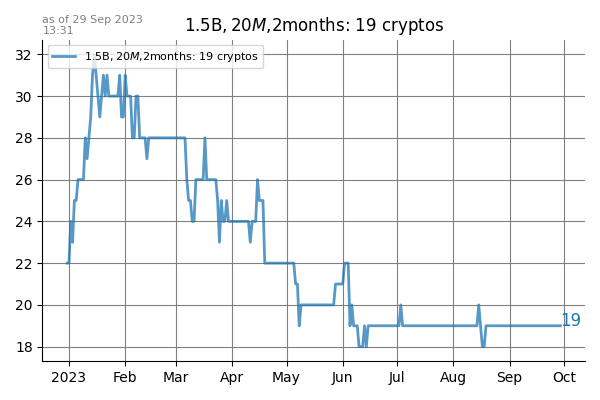 as of 29 Sep 2023
13:31
1.5B, 20M,2months: 19 cryptos
1.5B, 20M,2months: 19 cryptos
32
30
28
26
24
22
20
18
19
2023 Feb Mar Apr May Jun Jul Aug Sep Oct